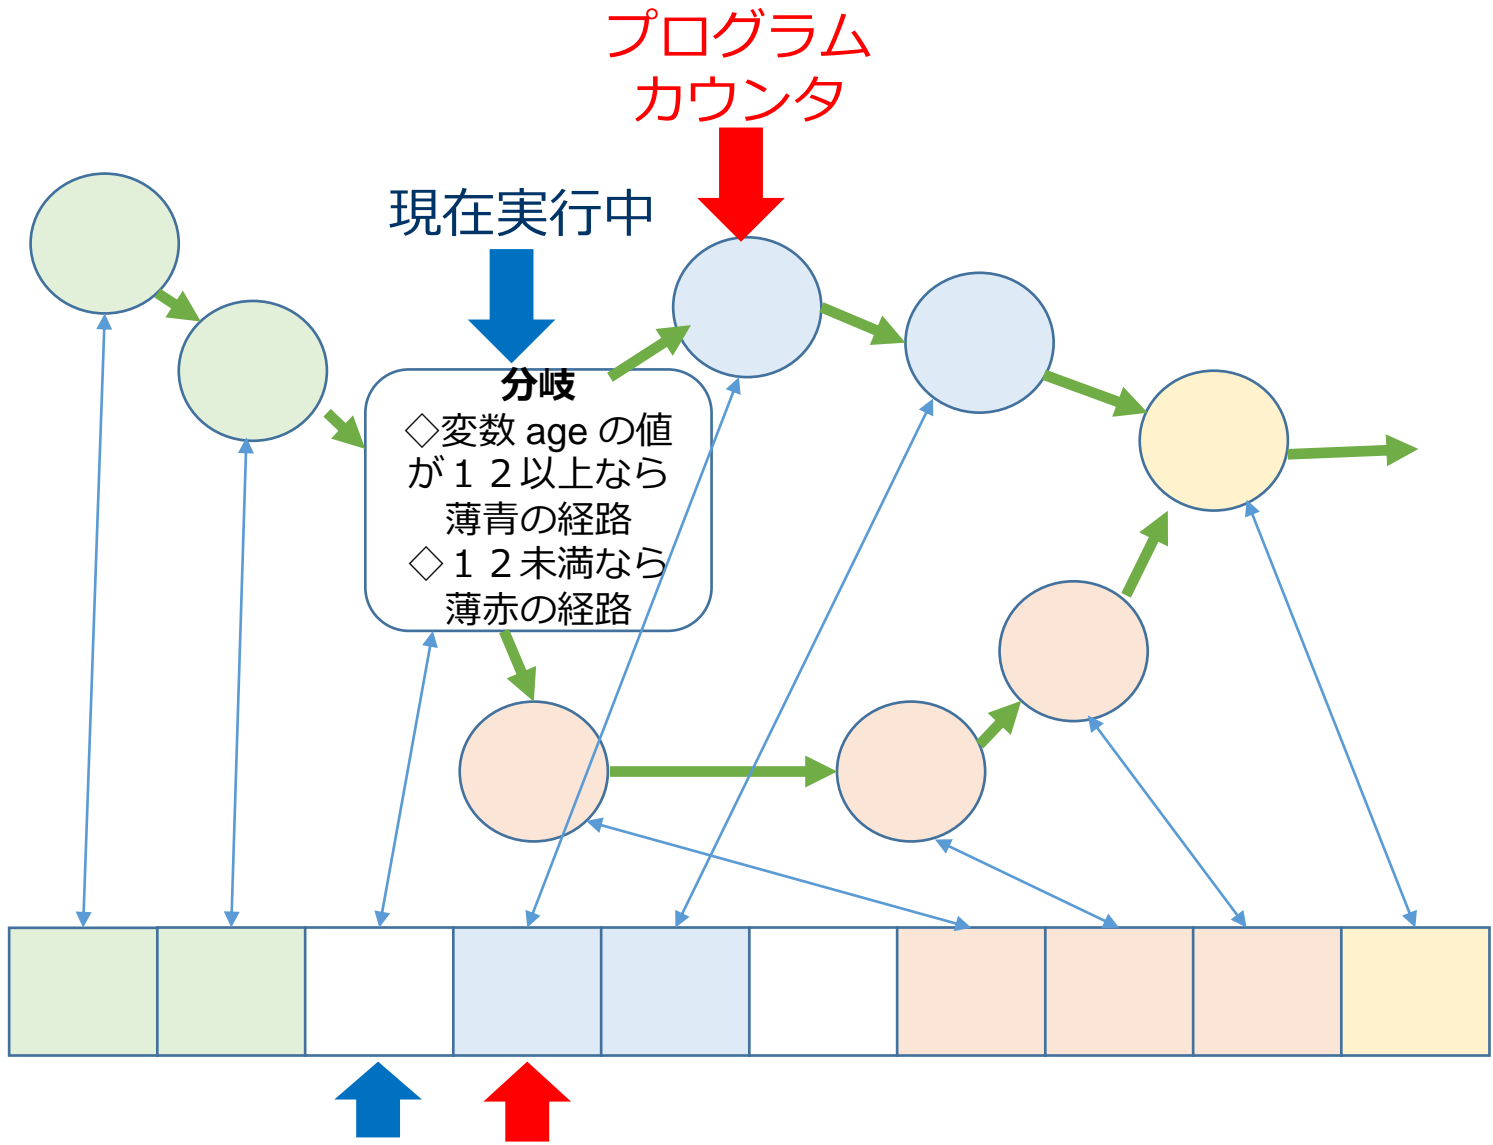 プログラム
カウンタ
現在実行中
分岐
◇変数 age の値
が１２以上なら
薄青の経路
◇１２未満なら
薄赤の経路